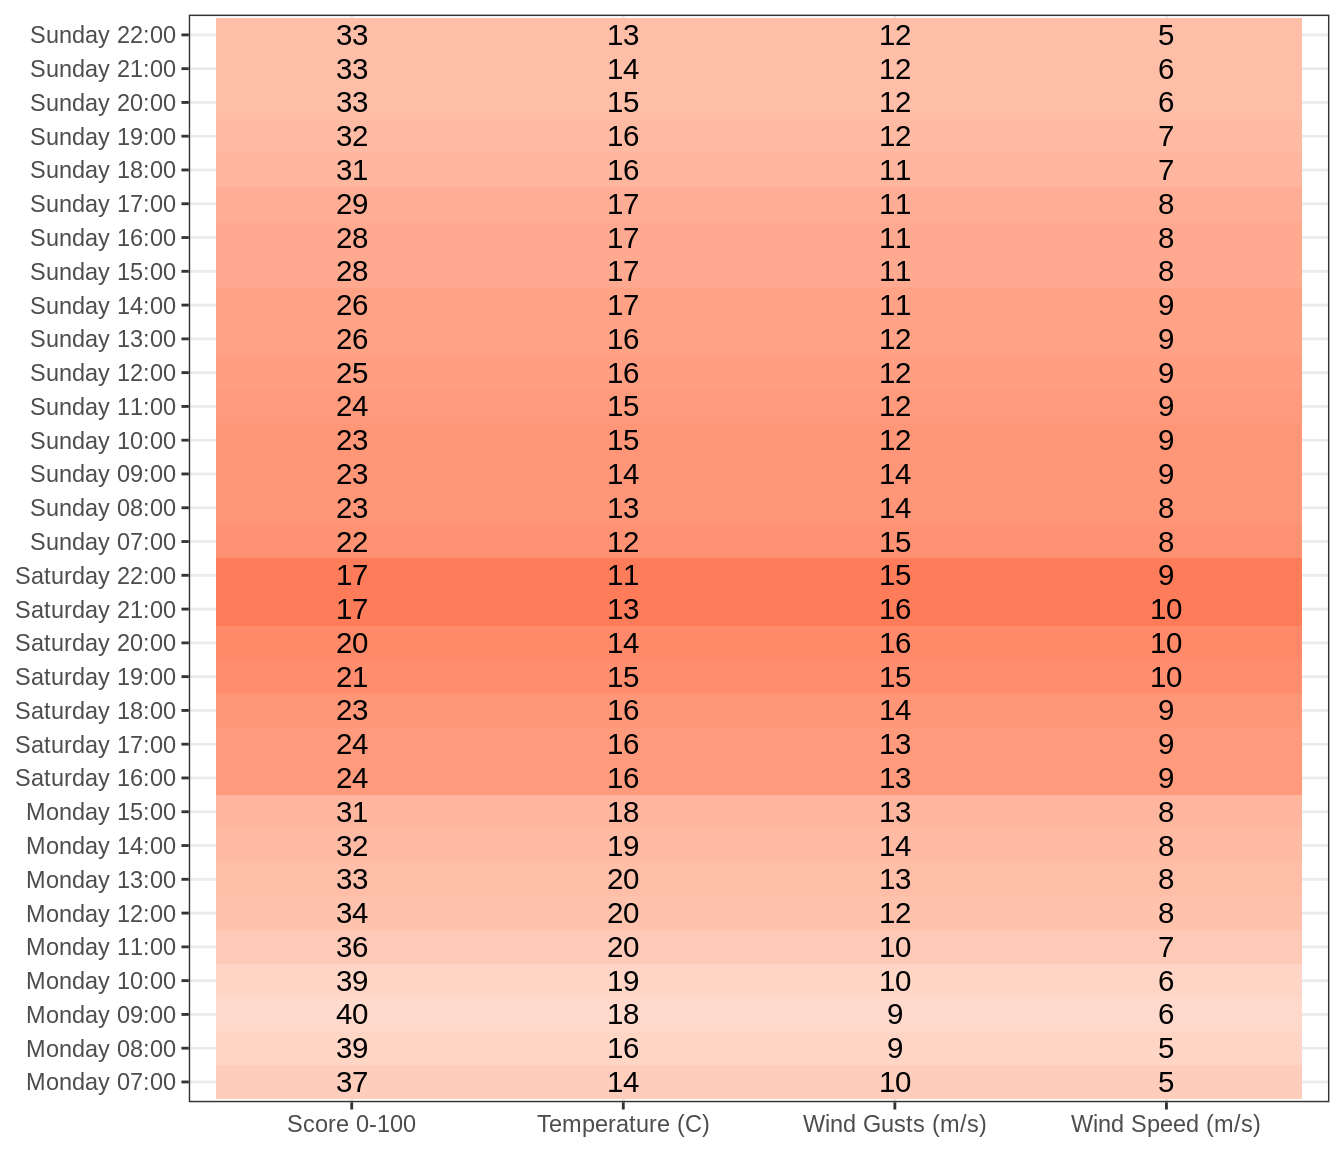 Sunday 22:00 33 13 12 5
Sunday 21:00 33 14 12 6
Sunday 20:00 33 15 12 6
Sunday 19:00 32 16 12 7
Sunday 18:00 31 16 11 7
Sunday 17:00 29 17 11 8
Sunday 16:00 28 17 11 8
Sunday 15:00 28 17 11 8
Sunday 14:00 26 17 11 9
Sunday 13:00 26 16 12 9
Sunday 12:00 25 16 12 9
Sunday 11:00 24 15 12 9
Sunday 10:00 23 15 12 9
Sunday 09:00 23 14 14 9
Sunday 08:00 23 13 14 8
Sunday 07:00 22 12 15 8
Saturday 22:00 17 11 15 9
Saturday 21:00 17 13 16 10
Saturday 20:00 20 14 16 10
Saturday 19:00 21 15 15 10
Saturday 18:00 23 16 14 9
Saturday 17:00 24 16 13 9
Saturday 16:00 24 16 13 9
Monday 15:00 31 18 13 8
Monday 14:00 32 19 14 8
Monday 13:00 33 20 13 8
Monday 12:00 34 20 12 8
Monday 11:00 36 20 10 7
Monday 10:00 39 19 10 6
Monday 09:00 40 18 9 6
Monday 08:00 39 16 9 5
Monday 07:00 37 14 10 5
Score 0-100 Temperature (C) Wind Gusts (m/s) Wind Speed (m/s)